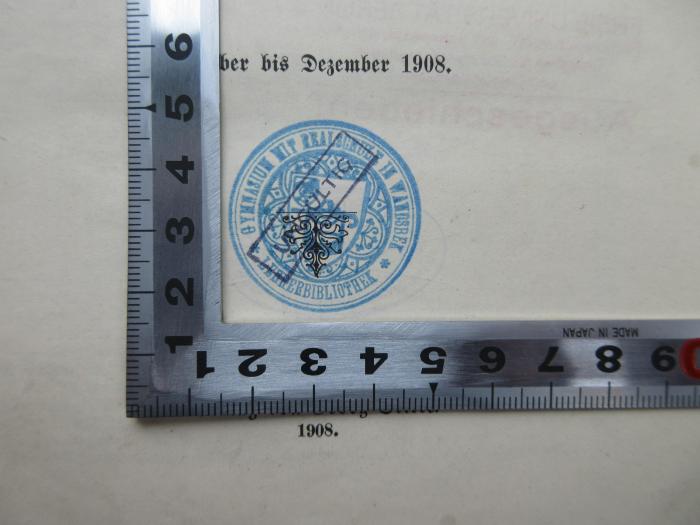 ber bis Dezember 1908.
GYMNASIUM MIT REALSCHULE IN WANDSBEK
* LEHRERBIBLIOTHEK *
UNGÜLTIG
6
5
4
3
2
1
1 2 3 4 5 6 7 8 9
MADE IN JAPAN
1908.